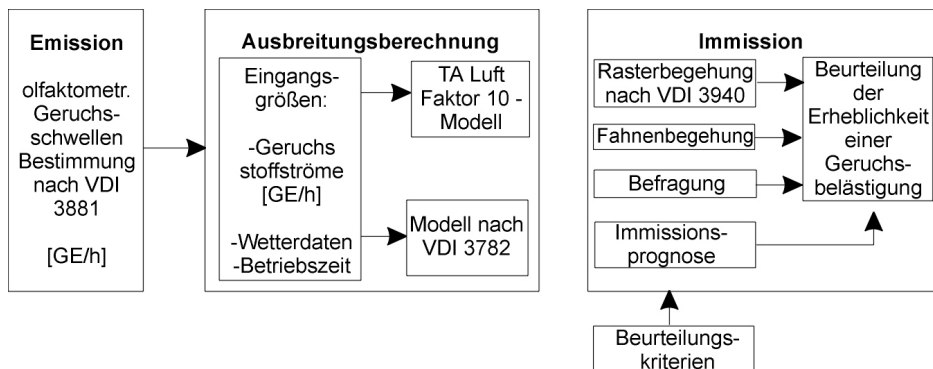 Emission
olfaktometr.
Geruchs-
schwellen
Bestimmung
nach VDI
3881
[GE/h]
Ausbreitungsberechnung
Eingangs-
größen:
-Geruchs
stoffströme
[GE/h]
-Wetterdaten
-Betriebszeit
TA Luft
Faktor 10 -
Modell
Modell nach
VDI 3782
Immission
Rasterbegehung
nach VDI 3940
Fahnenbegehung
Befragung
Immissions-
prognose
Beurteilung
der
Erheblichkeit
einer
Geruchs-
belästigung
Beurteilungs-
kriterien